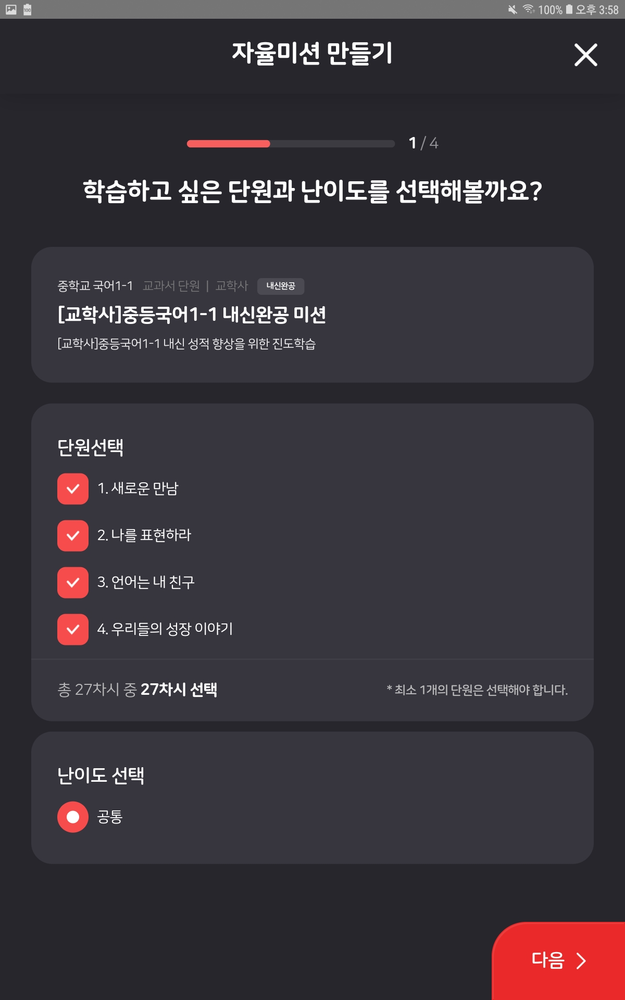 100 100% 오후 3:58
자율미션 만들기
1 / 4
학습하고 싶은 단원과 난이도를 선택해볼까요?
중학교 국어1-1 교과서 단원 | 교학사 내신완공
[교학사]중등국어1-1 내신완공 미션
[교학사]중등국어1-1 내신 성적 향상을 위한 진도학습
단원선택
1. 새로운 만남
2. 나를 표현하라
3. 언어는 내 친구
4. 우리들의 성장 이야기
총 27차시 중 27차시 선택 * 최소 1개의 단원은 선택해야 합니다.
난이도 선택
공통
다음